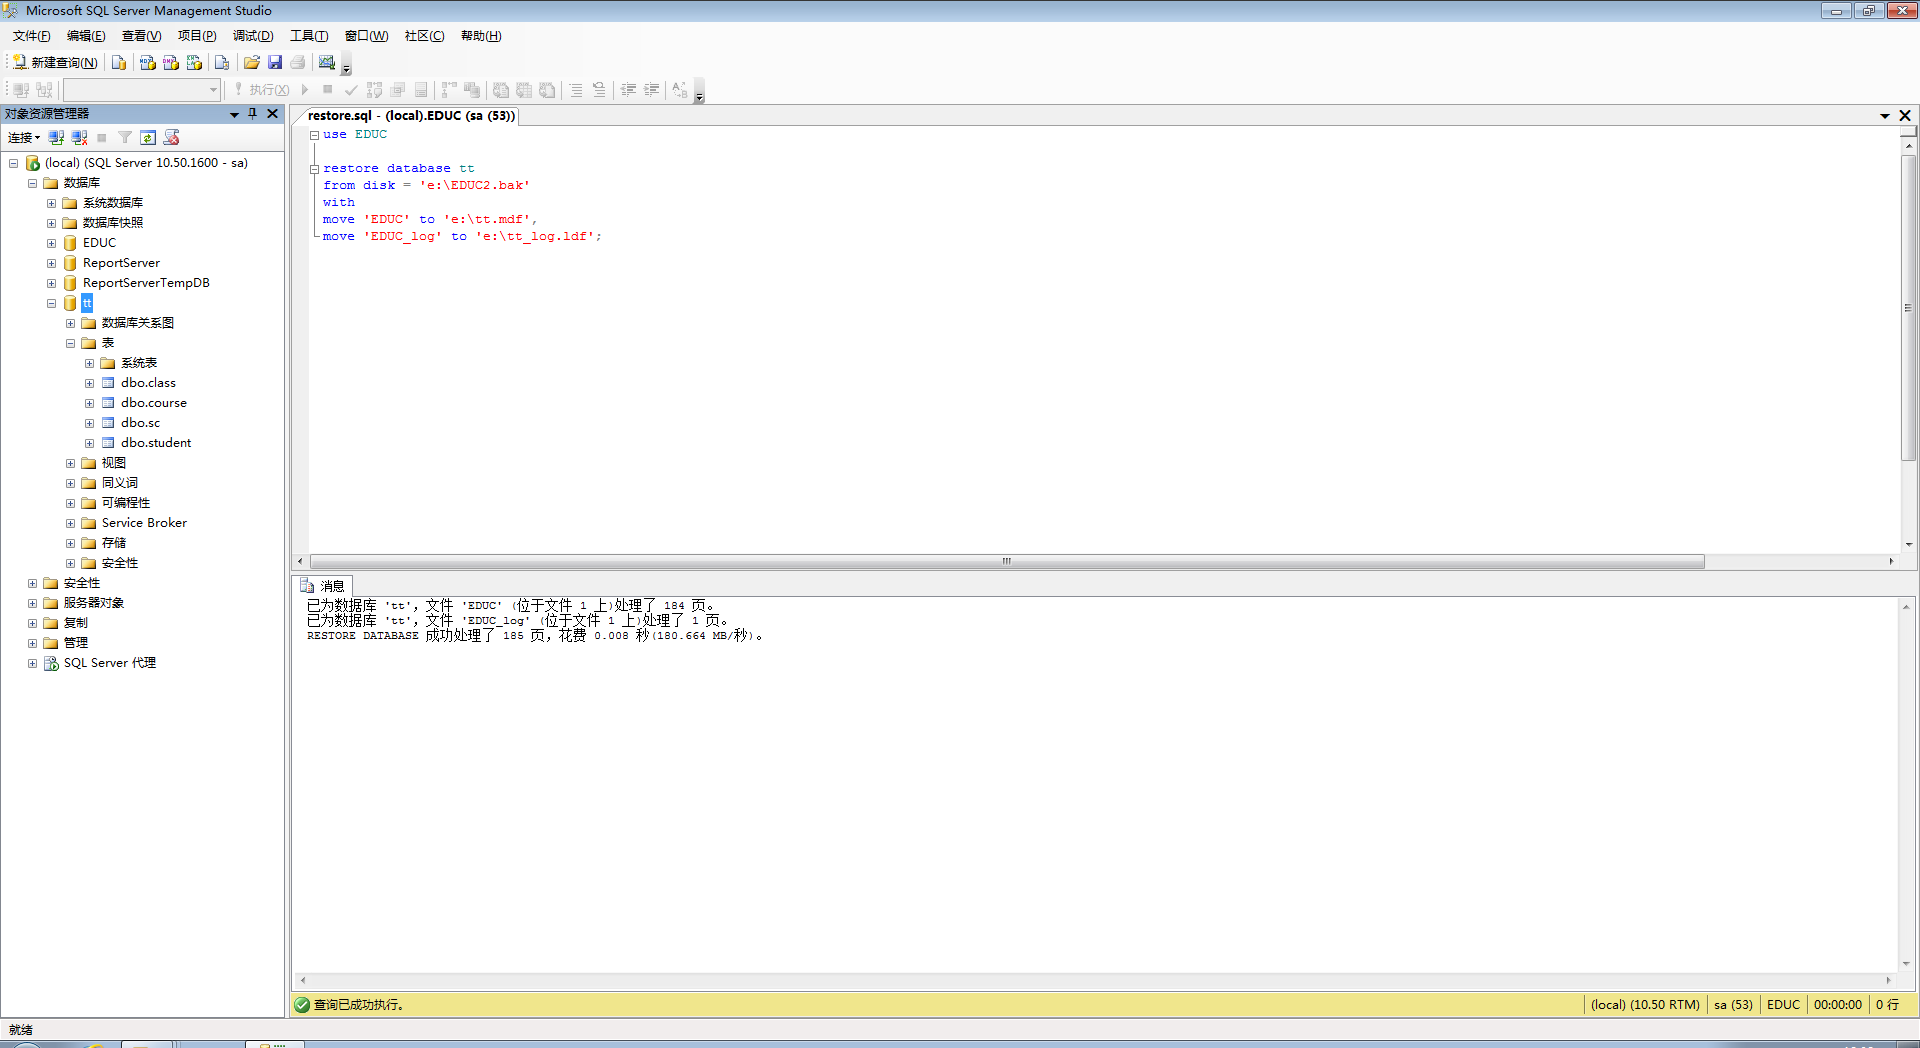 Microsoft SQL Server Management Studio
文件(F) 编辑(E) 查看(V) 项目(P) 调试(D) 工具(T) 窗口(W) 社区(C) 帮助(H)
新建查询(N)
执行(X)
对象资源管理器
连接
(local) (SQL Server 10.50.1600 - sa)
数据库
系统数据库
数据库快照
EDUC
ReportServer
ReportServerTempDB
tt
数据库关系图
表
系统表
dbo.class
dbo.course
dbo.sc
dbo.student
视图
同义词
可编程性
Service Broker
存储
安全性
安全性
服务器对象
复制
管理
SQL Server 代理
restore.sql - (local).EDUC (sa (53))
use EDUC
restore database tt
from disk = 'e:\EDUC2.bak'
with
move 'EDUC' to 'e:\tt.mdf',
move 'EDUC_log' to 'e:\tt_log.ldf';
消息
已为数据库 'tt'，文件 'EDUC' (位于文件 1 上)处理了 184 页。
已为数据库 'tt'，文件 'EDUC_log' (位于文件 1 上)处理了 1 页。
RESTORE DATABASE 成功处理了 185 页，花费 0.008 秒(180.664 MB/秒)。
查询已成功执行。
(local) (10.50 RTM) sa (53) EDUC 00:00:00 0 行
就绪